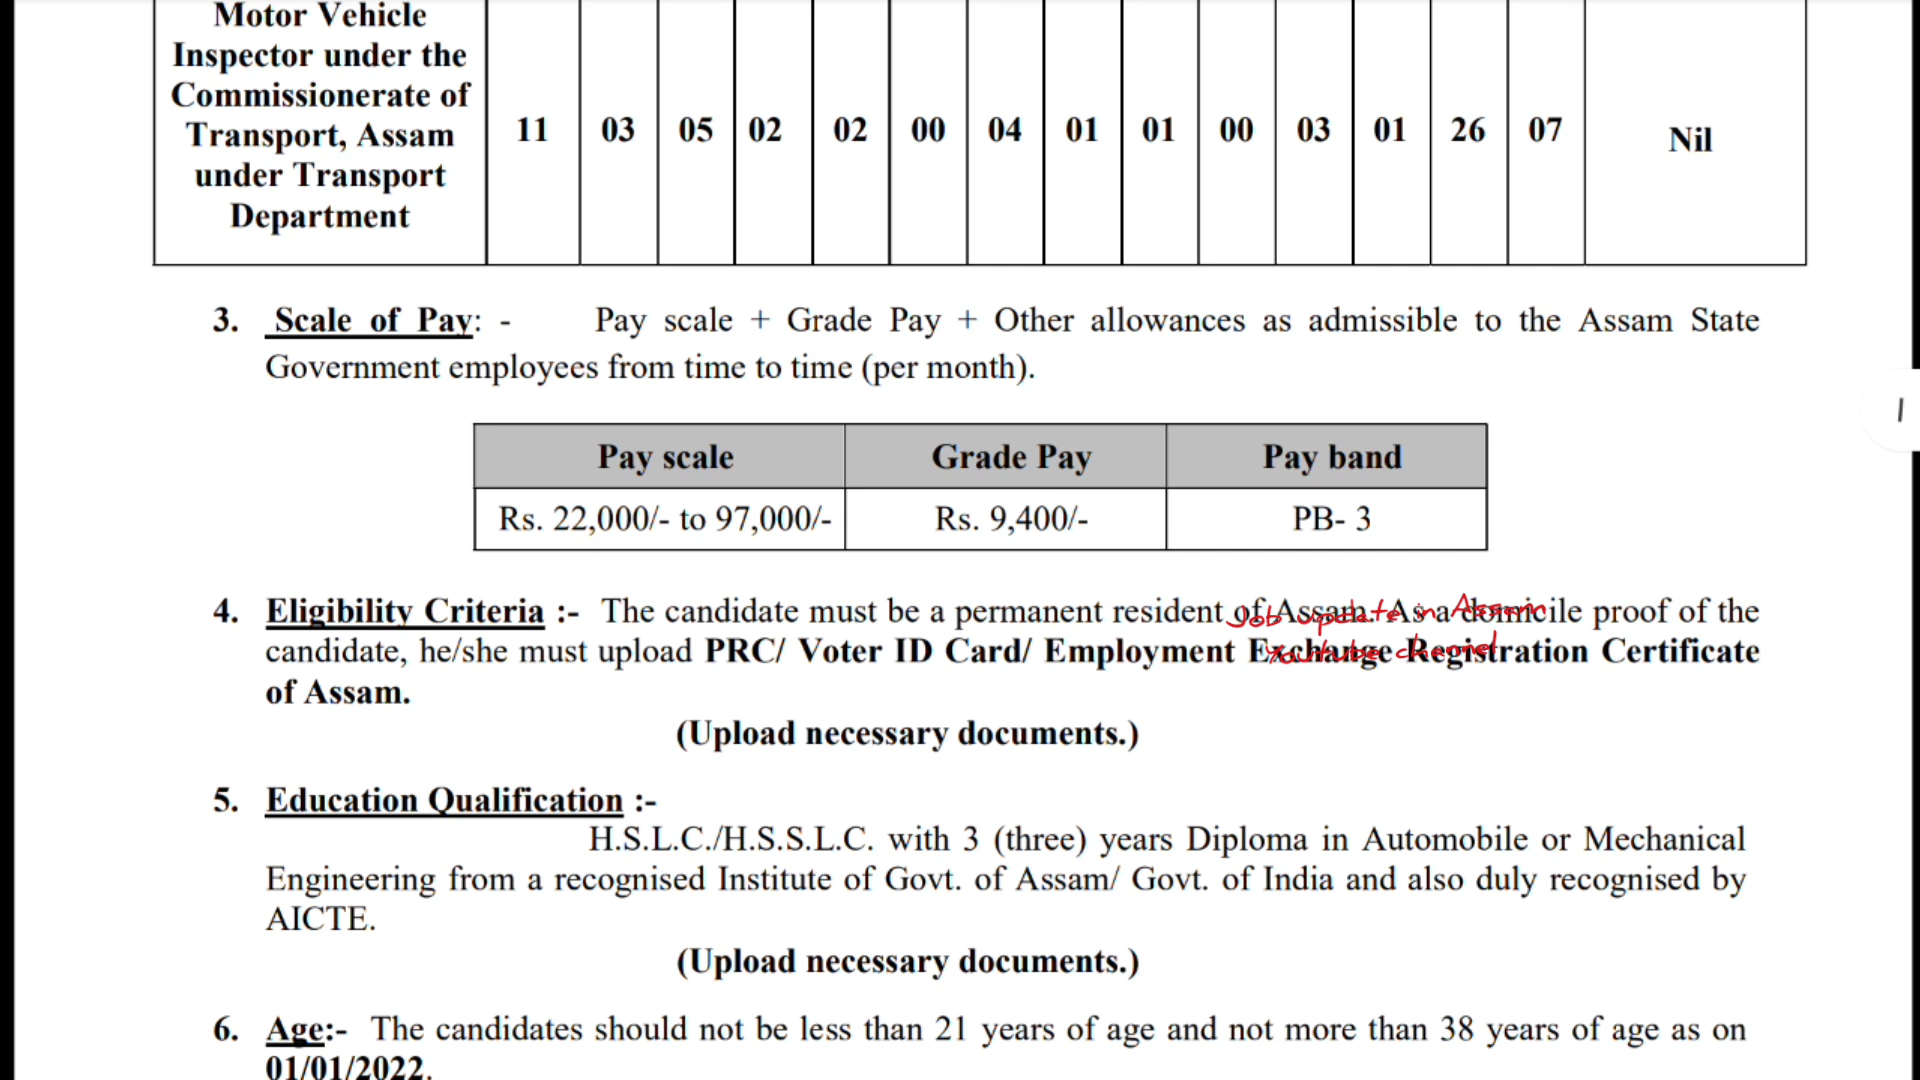 Motor Vehicle
Inspector under the
Commissionerate of
Transport, Assam
under Transport
Department
11 03 05 02 02 00 04 01 01 00 03 01 26 07 Nil
3. Scale of Pay: - Pay scale + Grade Pay + Other allowances as admissible to the Assam State
Government employees from time to time (per month).
Pay scale Grade Pay Pay band
Rs. 22,000/- to 97,000/- Rs. 9,400/- PB- 3
4. Eligibility Criteria :- The candidate must be a permanent resident of Assam. As a domicile proof of the
Job update in Assam
candidate, he/she must upload PRC/ Voter ID Card/ Employment Exchange Registration Certificate
Youtube channel
of Assam.
(Upload necessary documents.)
5. Education Qualification :-
H.S.L.C./H.S.S.L.C. with 3 (three) years Diploma in Automobile or Mechanical
Engineering from a recognised Institute of Govt. of Assam/ Govt. of India and also duly recognised by
AICTE.
(Upload necessary documents.)
6. Age:- The candidates should not be less than 21 years of age and not more than 38 years of age as on
01/01/2022.